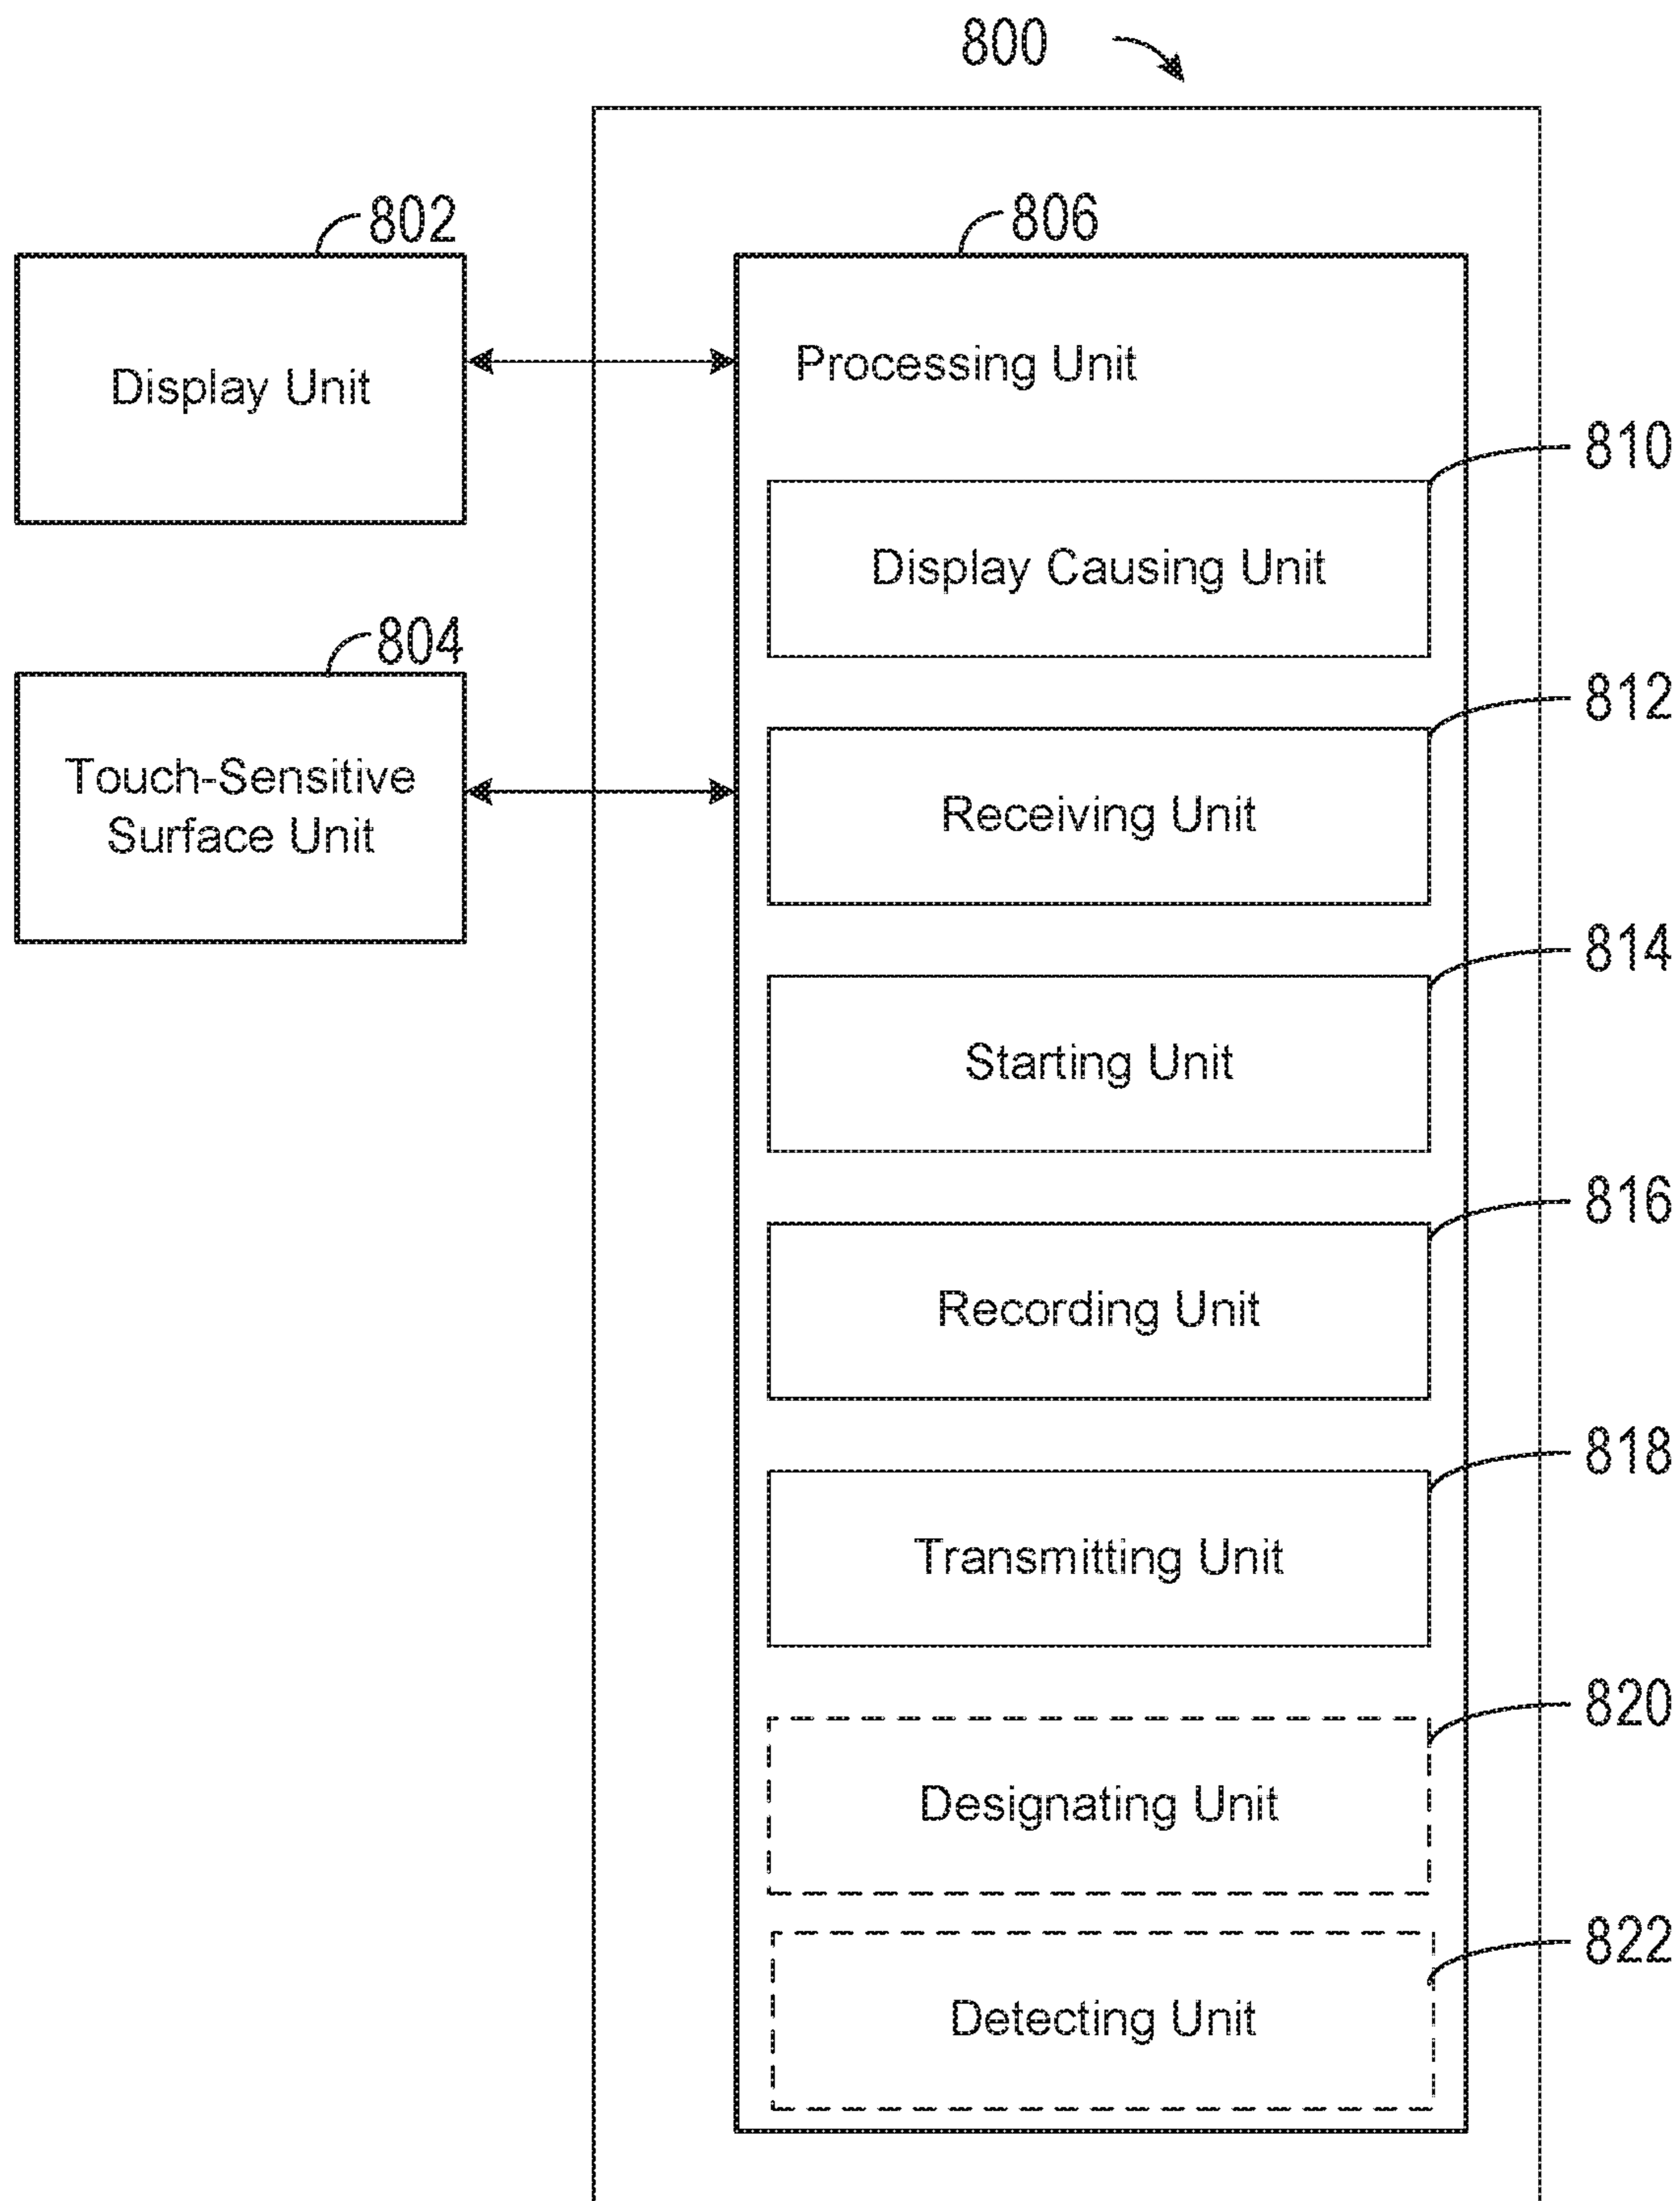 800
802
806
Display Unit
Processing Unit
810
Display Causing Unit
804
812
Touch-Sensitive
Surface Unit
Receiving Unit
814
Starting Unit
816
Recording Unit
818
Transmitting Unit
820
Designating Unit
822
Detecting Unit